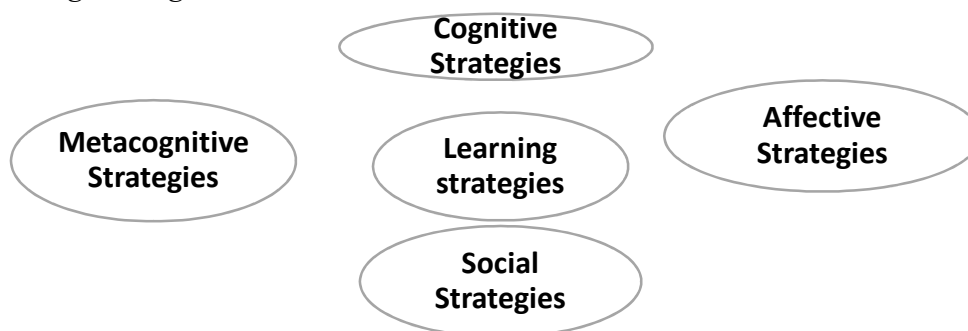 Cognitive
Strategies
Metacognitive
Strategies
Learning
strategies
Affective
Strategies
Social
Strategies